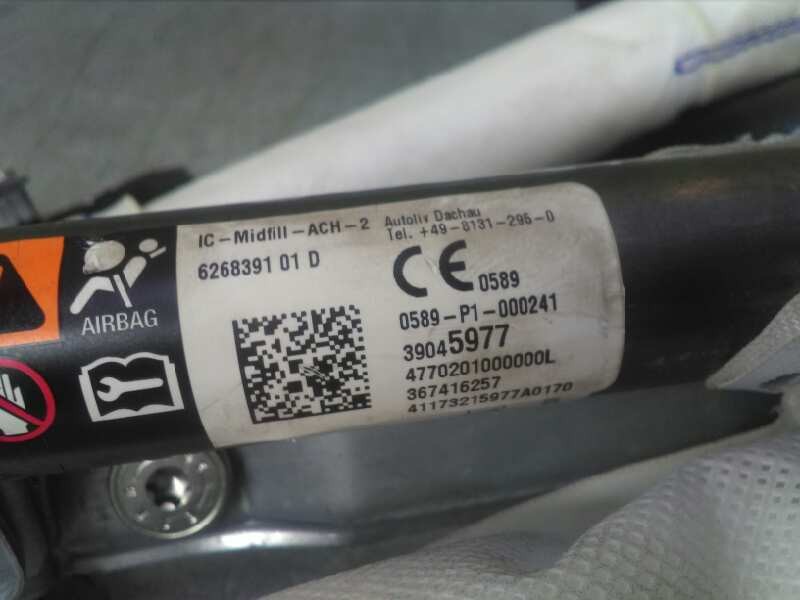 IC-Midfill-ACH-2
6268391 01 D
Autoliv Dachau
Tel. +49-8131-295-0
CE 0589
0589-P1-000241
39045977
4770201000000L
367416257
41173215977A0170
AIRBAG